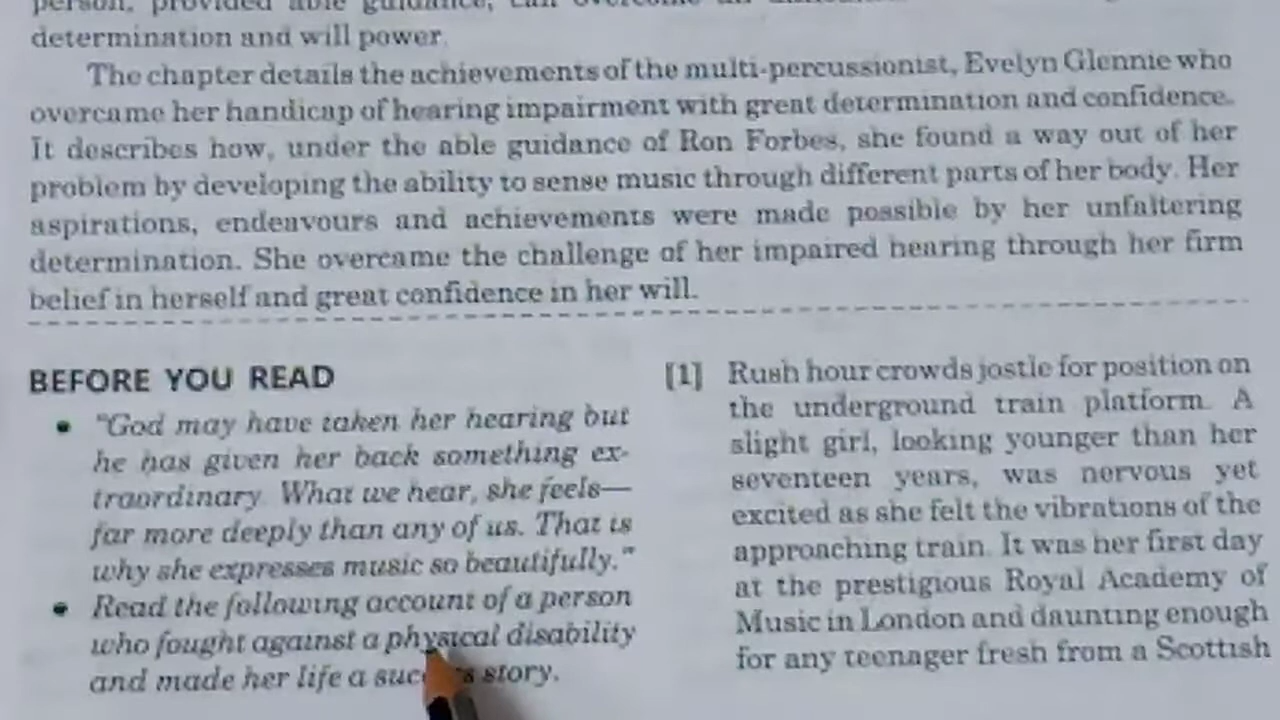 determination and will power.
The chapter details the achievements of the multi-percussionist, Evelyn Glennie who
overcame her handicap of hearing impairment with great determination and confidence.
It describes how, under the able guidance of Ron Forbes, she found a way out of her
problem by developing the ability to sense music through different parts of her body. Her
aspirations, endeavours and achievements were made possible by her unfaltering
determination. She overcame the challenge of her impaired hearing through her firm
belief in herself and great confidence in her will.
BEFORE YOU READ
• "God may have taken her hearing but
he has given her back something ex-
traordinary. What we hear, she feels—
far more deeply than any of us. That is
why she expresses music so beautifully."
• Read the following account of a person
who fought against a physical disability
and made her life a success story.
[1] Rush hour crowds jostle for position on
the underground train platform. A
slight girl, looking younger than her
seventeen years, was nervous yet
excited as she felt the vibrations of the
approaching train. It was her first day
at the prestigious Royal Academy of
Music in London and daunting enough
for any teenager fresh from a Scottish